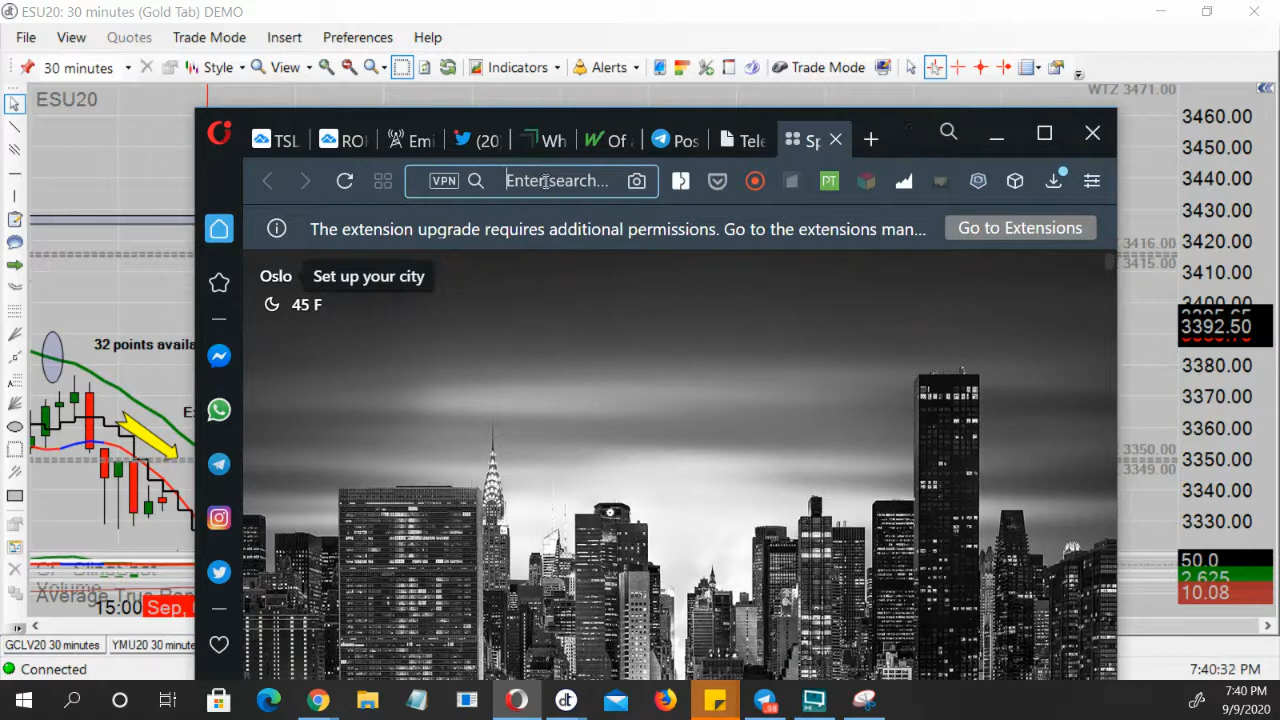 ESU20: 30 minutes (Gold Tab) DEMO
File View Quotes Trade Mode Insert Preferences Help
30 minutes Style View Indicators Alerts Trade Mode
ESU20
WTZ 3471.00
3460.00
3450.00
3440.00
3430.00
3420.00
3416.00
3415.00
3410.00
3400.00
3392.50
3380.00
3370.00
3360.00
3350.00
3350.00
3349.00
3340.00
3330.00
50.0
2.625
10.08
32 points availa
TSL RO Emi (20 Wh Of Pos Tele Sp
VPN Enter search...
PT
The extension upgrade requires additional permissions. Go to the extensions man... Go to Extensions
Oslo Set up your city
45 F
Average True Ran
15:00 Sep,
GCLV20 30 minutes YMU20 30 minute
Connected
7:40:32 PM
98
7:40 PM
9/9/2020